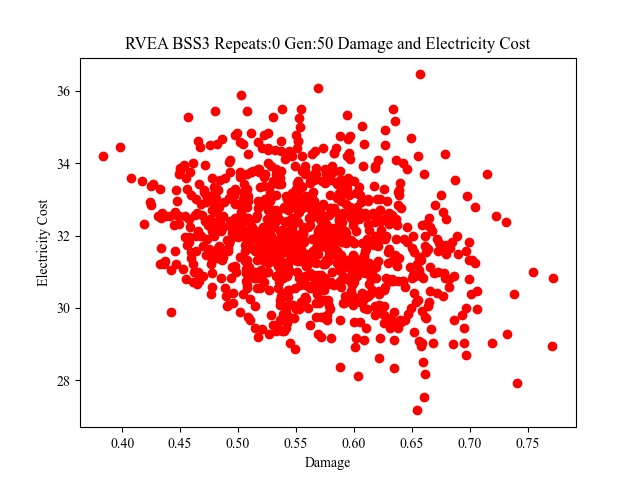 RVEA BSS3 Repeats:0 Gen:50 Damage and Electricity Cost
36
34
32
30
28
Electricity Cost
0.40 0.45 0.50 0.55 0.60 0.65 0.70 0.75
Damage